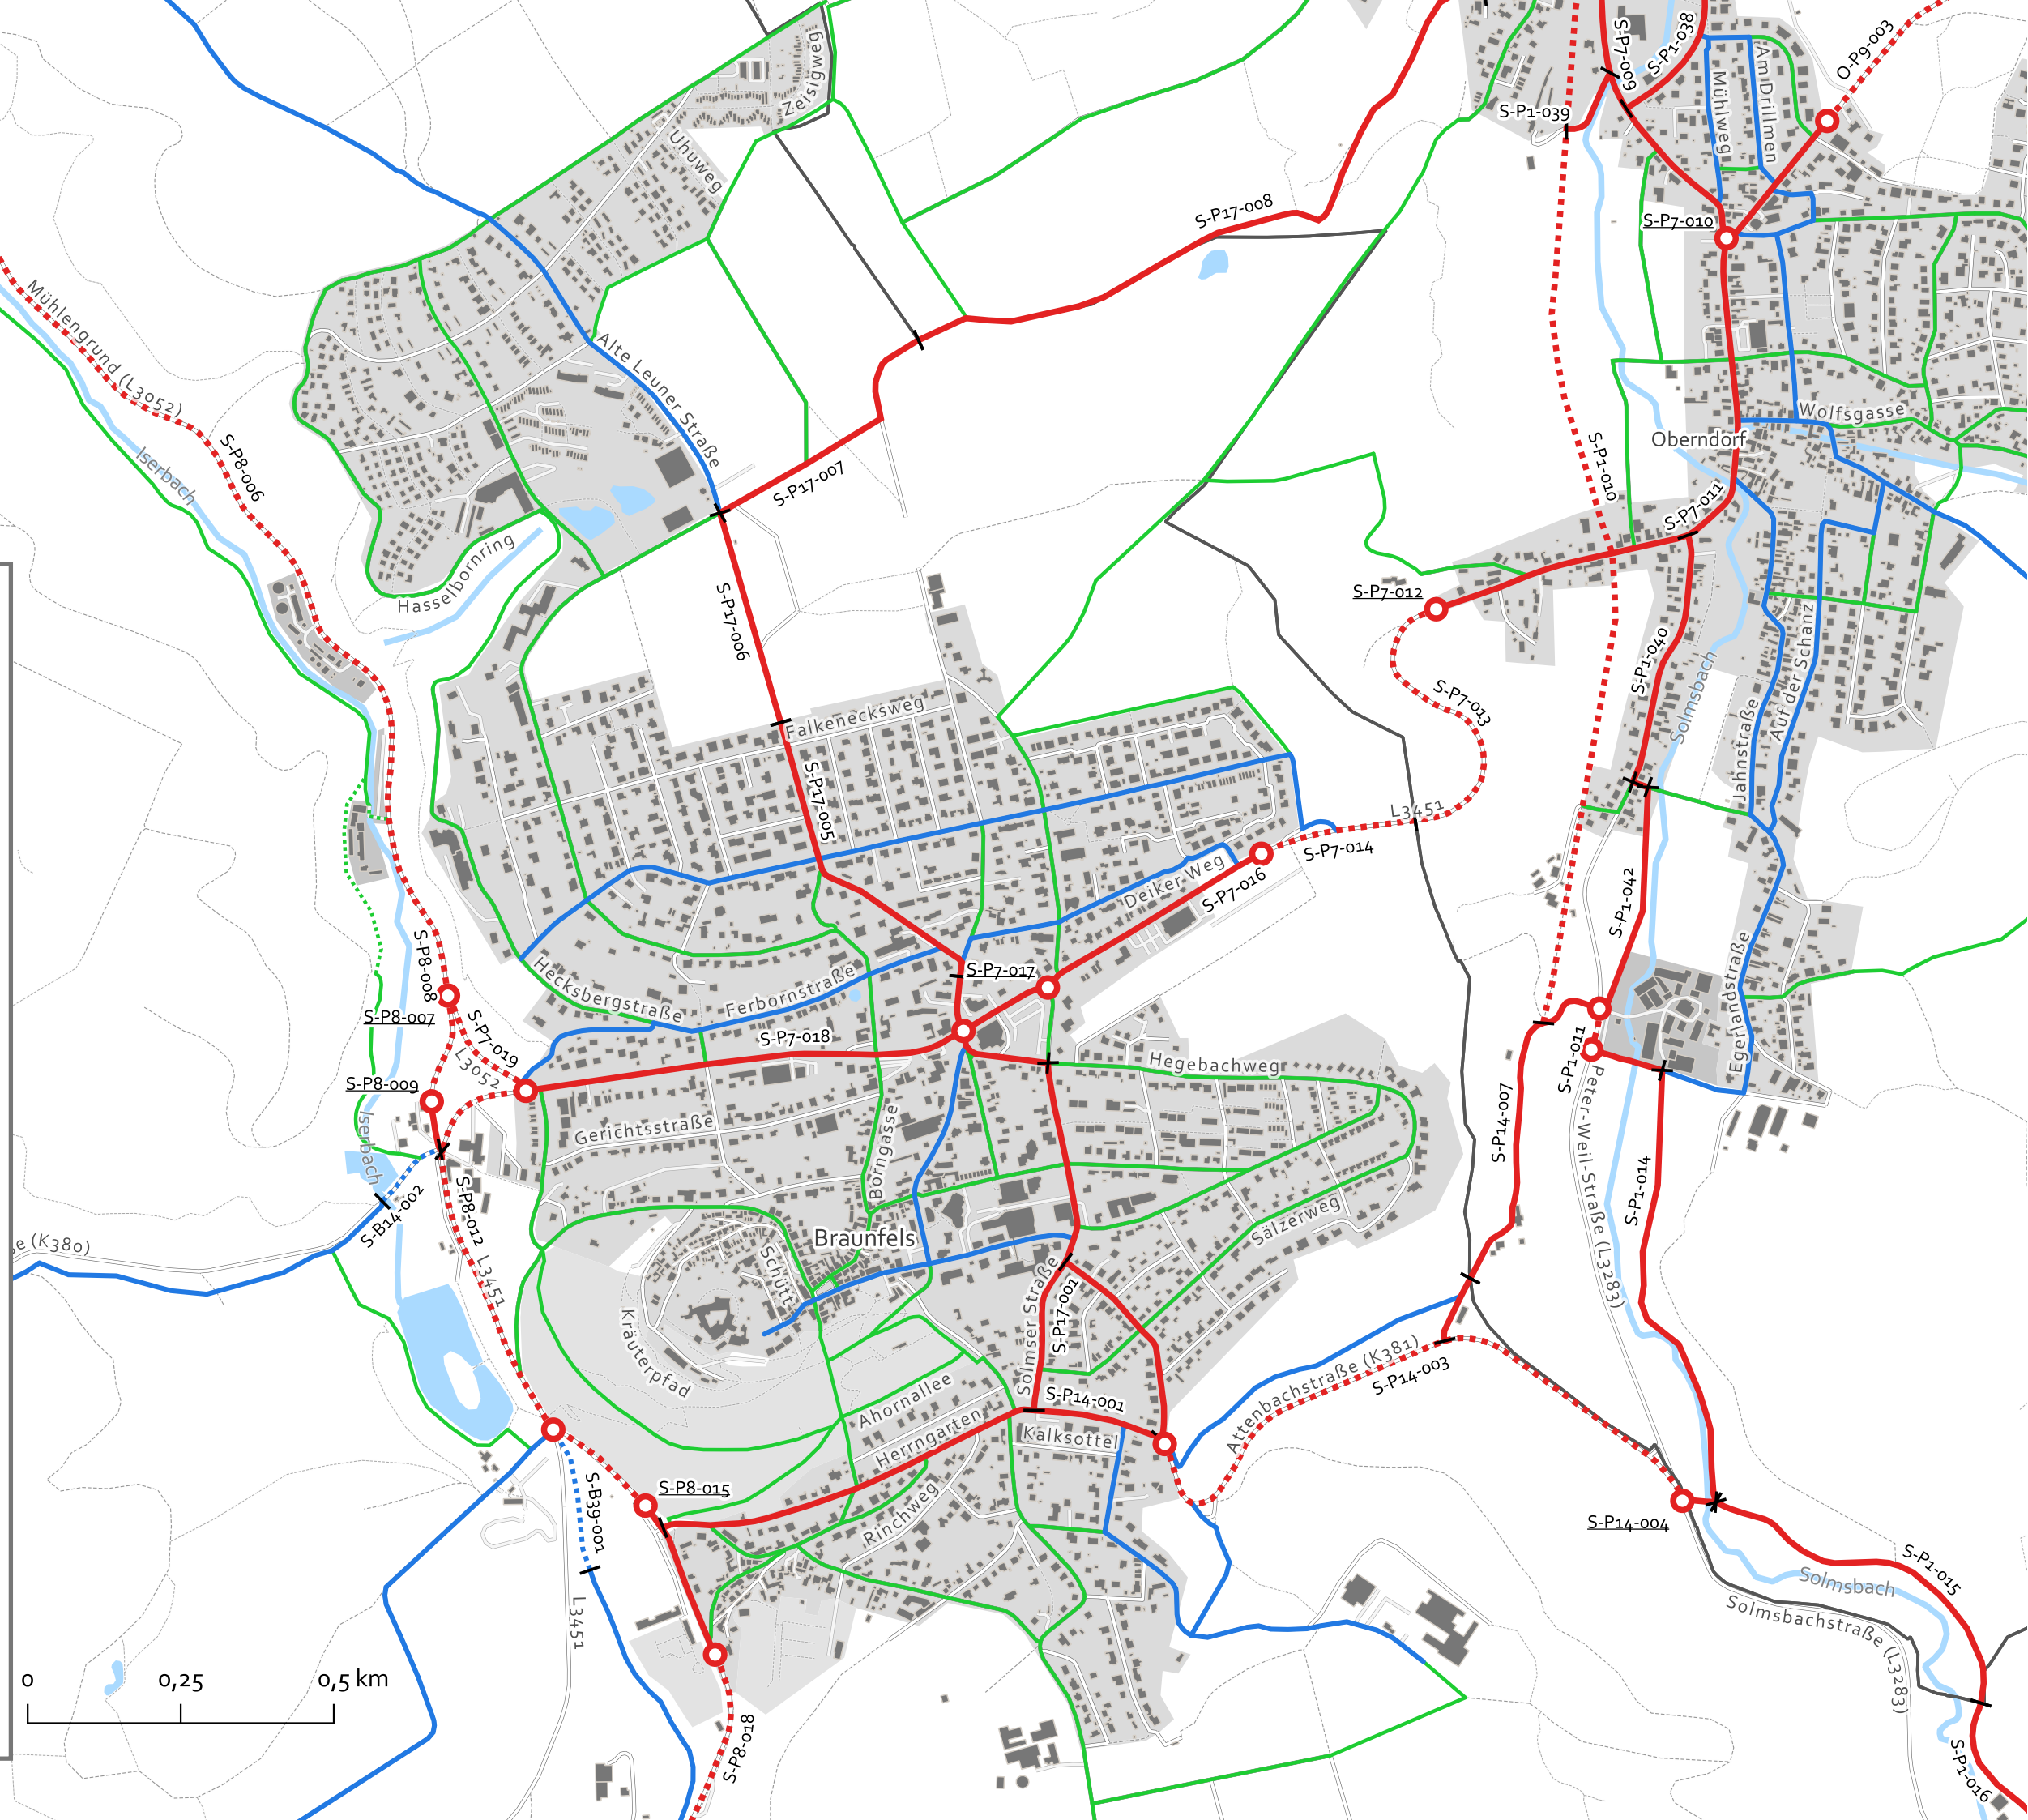 Zeisigweg
Uhuweg
S-P7-009
S-P1-038
O-P9-003
S-P1-039
Mühlweg
Am Drillmen
S-P17-008
S-P7-010
Mühlengrund (L3052)
S-P8-006
Iserbach
Alte Leuner Straße
S-P17-007
Wolfsgasse
Oberndorf
S-P1-010
S-P7-011
Hasselbornring
S-P7-012
S-P17-006
S-P7-013
S-P1-040
Solmsbach
Auf der Schanz
Jahnstraße
Falkenecksweg
S-P17-005
L3451
S-P7-014
Deiker Weg
S-P7-016
S-P1-042
S-P8-008
Hecksbergstraße
Ferbornstraße
S-P7-017
S-P8-007
S-P7-019
S-P7-018
Egerlandstraße
L3052
Hegebachweg
S-P1-011
S-P8-009
Iserbach
Gerichtsstraße
Borngasse
S-P14-007
Peter-Weil-Straße (L3283)
S-P1-014
S-B14-002
S-P8-012
L3451
se (K380)
Braunfels
Sälzerweg
Schütt
Solmser Straße
S-P17-001
Kräuterpfad
Attenbachstraße (K381)
S-P14-003
Ahornallee
S-P14-001
Herrngarten
Kalksottel
S-B39-001
S-P8-015
Rinchweg
S-P14-004
S-P1-015
Solmsbach
Solmsbachstraße (L3283)
L3451
0 0,25 0,5 km
S-P8-018
S-P1-016